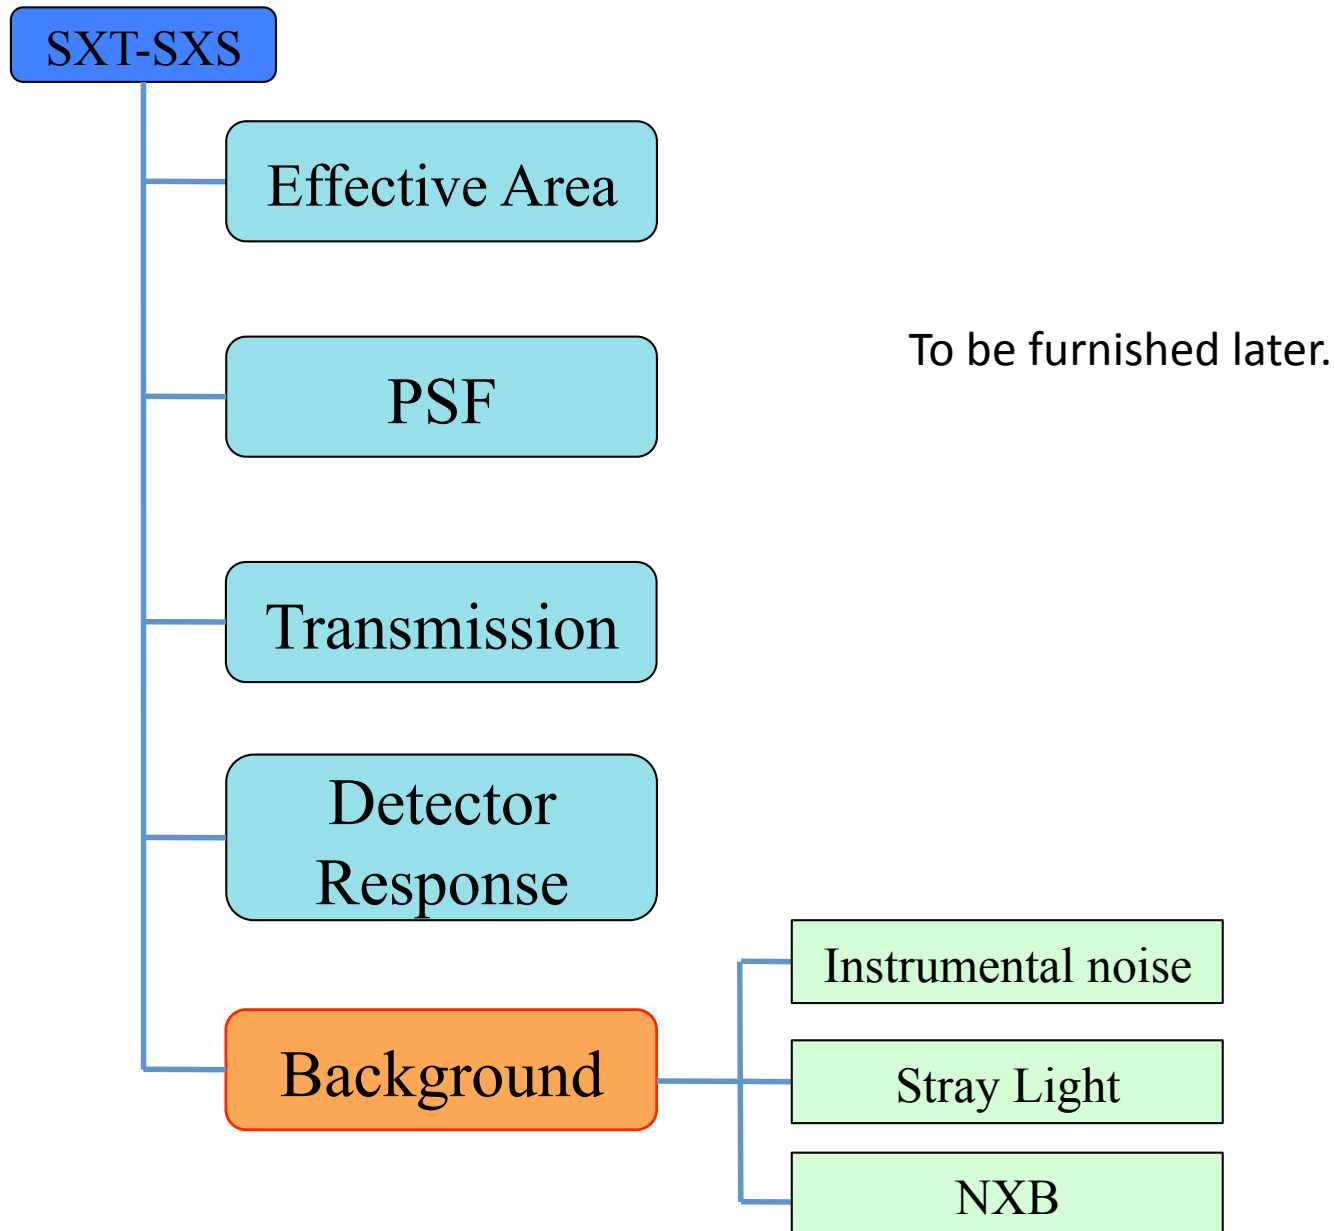 SXT-SXS
Effective Area
To be furnished later.
PSF
Transmission
Detector
Response
Instrumental noise
Background
Stray Light
NXB